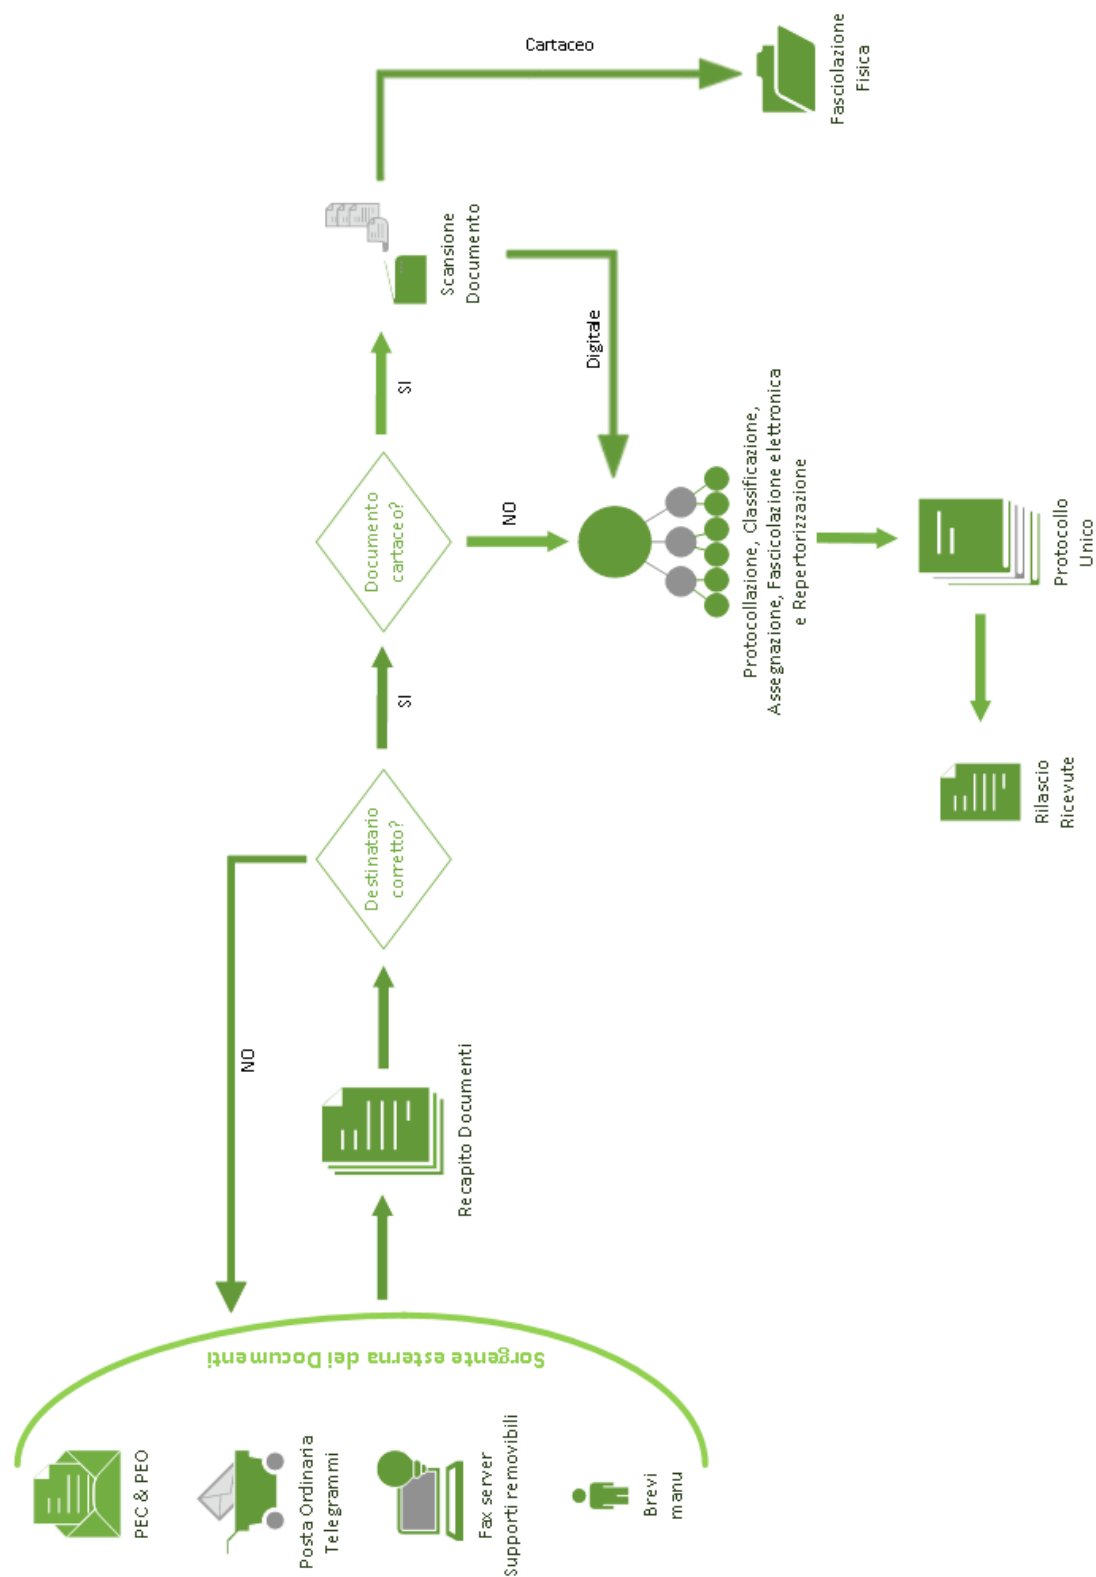 PEC & PEO
Posta Ordinaria
Telegrammi
Fax server
Supporti removibili
Brevi
manu
Sorgente esterna dei Documenti
Recapito Documenti
NO
Destinatario
corretto?
SI
Documento
cartaceo?
SI
NO
Scansione
Documento
Cartaceo
Fasciolazione
Fisica
Digitale
Protocollazione, Classificazione,
Assegnazione, Fascicolazione elettronica
e Repertorizzazione
Protocollo
Unico
Rilascio
Ricevute